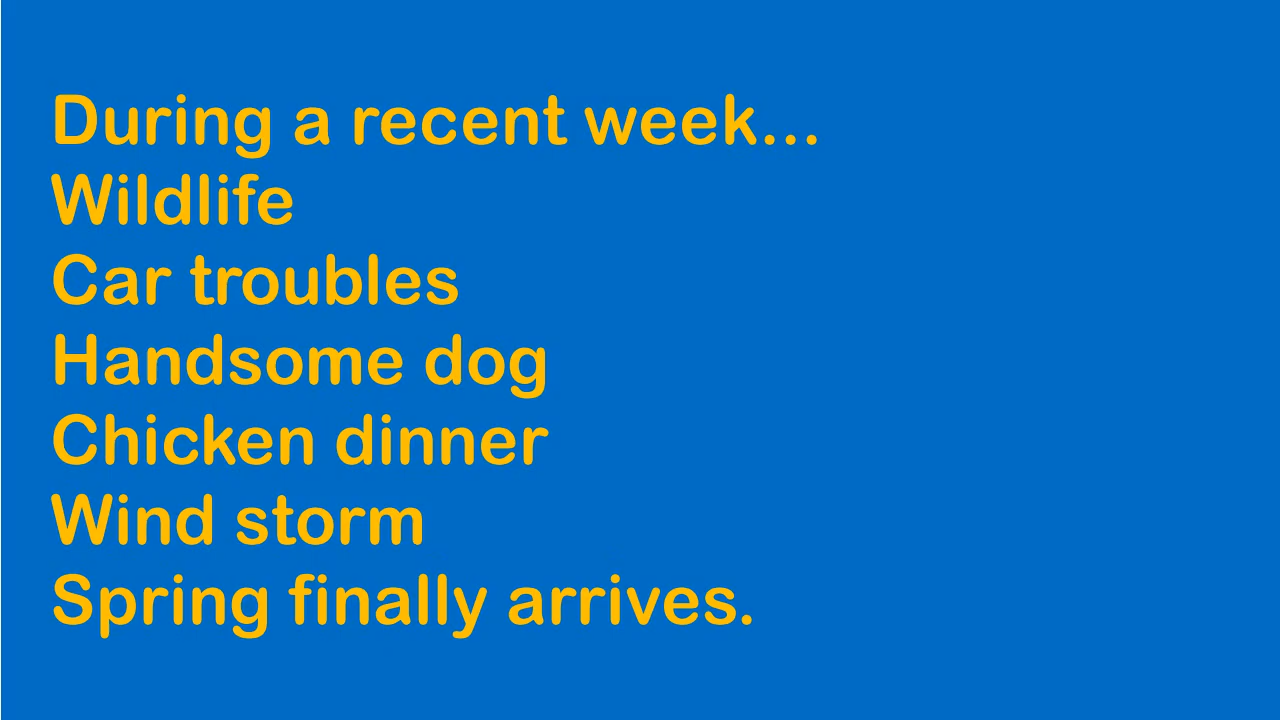 During a recent week...
Wildlife
Car troubles
Handsome dog
Chicken dinner
Wind storm
Spring finally arrives.